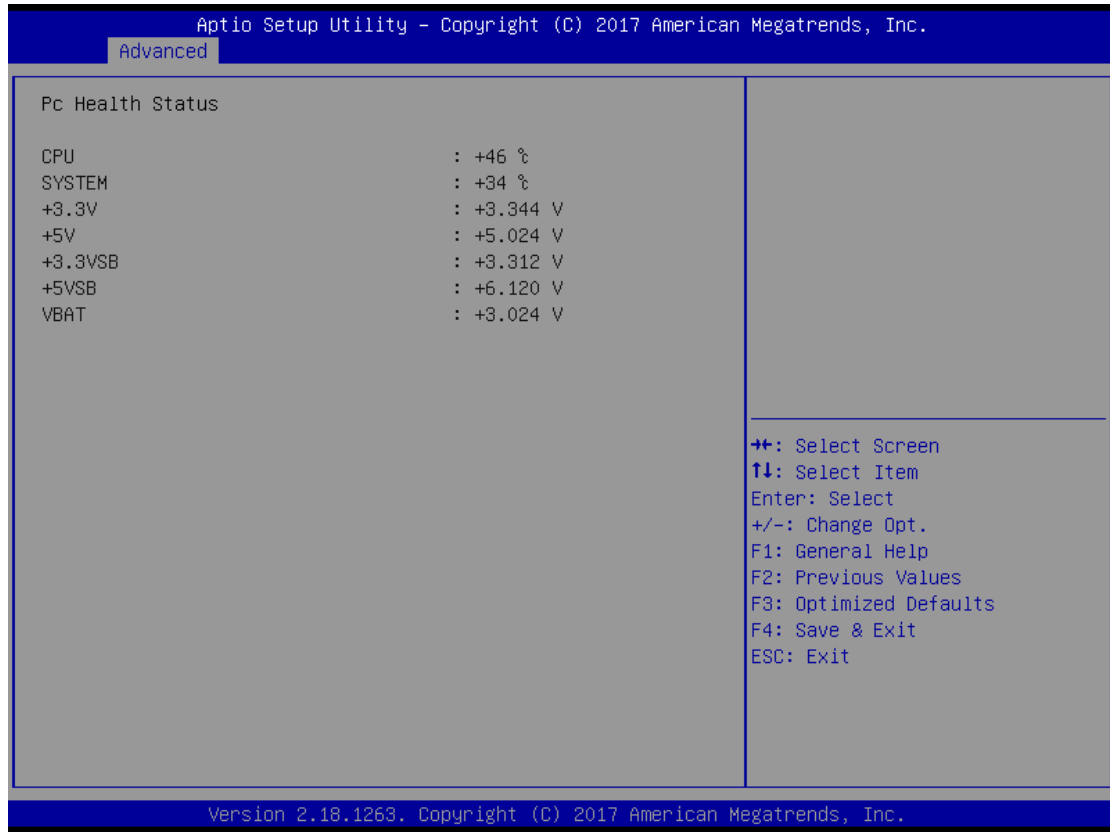 Aptio Setup Utility – Copyright (C) 2017 American Megatrends, Inc.
Advanced
Pc Health Status
CPU : +46 ℃
SYSTEM : +34 ℃
+3.3V : +3.344 V
+5V : +5.024 V
+3.3VSB : +3.312 V
+5VSB : +6.120 V
VBAT : +3.024 V
→←: Select Screen
↑↓: Select Item
Enter: Select
+/-: Change Opt.
F1: General Help
F2: Previous Values
F3: Optimized Defaults
F4: Save & Exit
ESC: Exit
Version 2.18.1263. Copyright (C) 2017 American Megatrends, Inc.